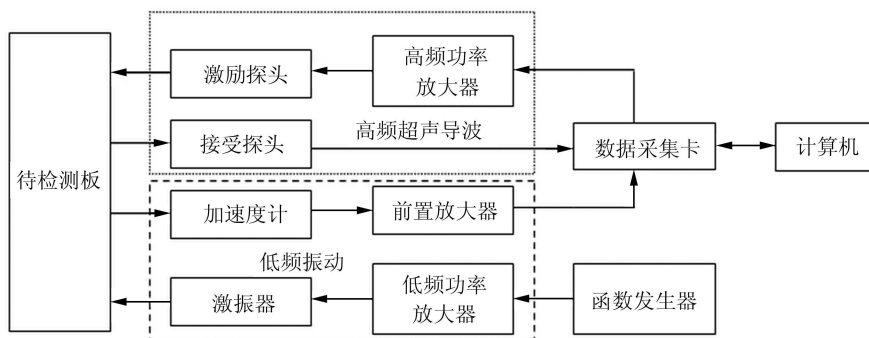 激励探头
高频功率
放大器
接受探头
高频超声导波
数据采集卡
计算机
待检测板
加速度计
前置放大器
低频振动
激振器
低频功率
放大器
函数发生器